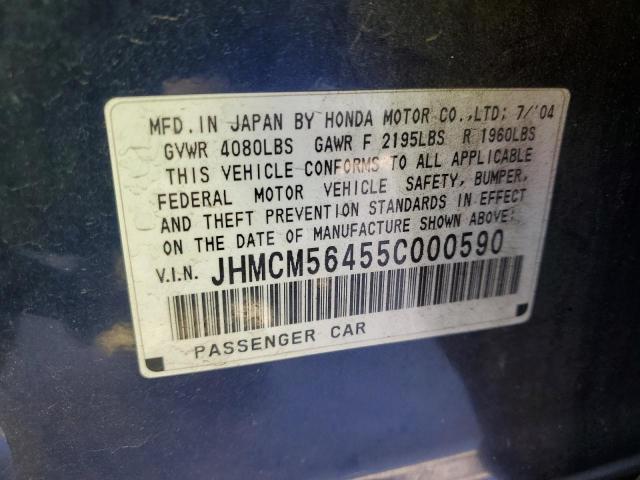 MFD. IN JAPAN BY HONDA MOTOR CO., LTD; 7/'04
GVWR 4080LBS GAWR F 2195LBS R 1960LBS
THIS VEHICLE CONFORMS TO ALL APPLICABLE
FEDERAL MOTOR VEHICLE SAFETY, BUMPER,
AND THEFT PREVENTION STANDARDS IN EFFECT
ON THE DATE OF MANUFACTURE SHOWN ABOVE;
V.I.N. JHMCM56455C000590
PASSENGER CAR